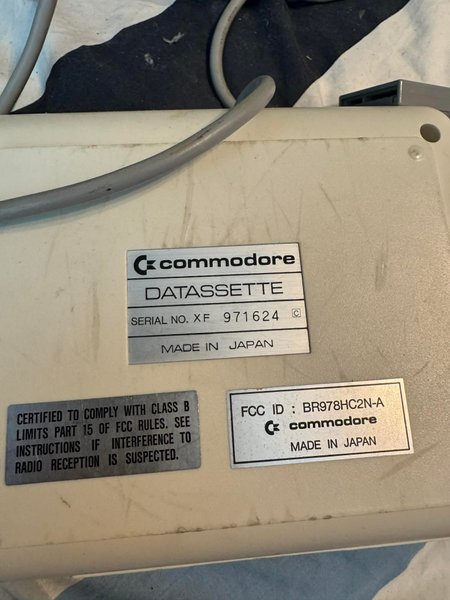 commodore
DATASSETTE
SERIAL NO. XF 971624 C
MADE IN JAPAN
CERTIFIED TO COMPLY WITH CLASS B
LIMITS PART 15 OF FCC RULES. SEE
INSTRUCTIONS IF INTERFERENCE TO
RADIO RECEPTION IS SUSPECTED.
FCC ID : BR978HC2N-A
commodore
MADE IN JAPAN